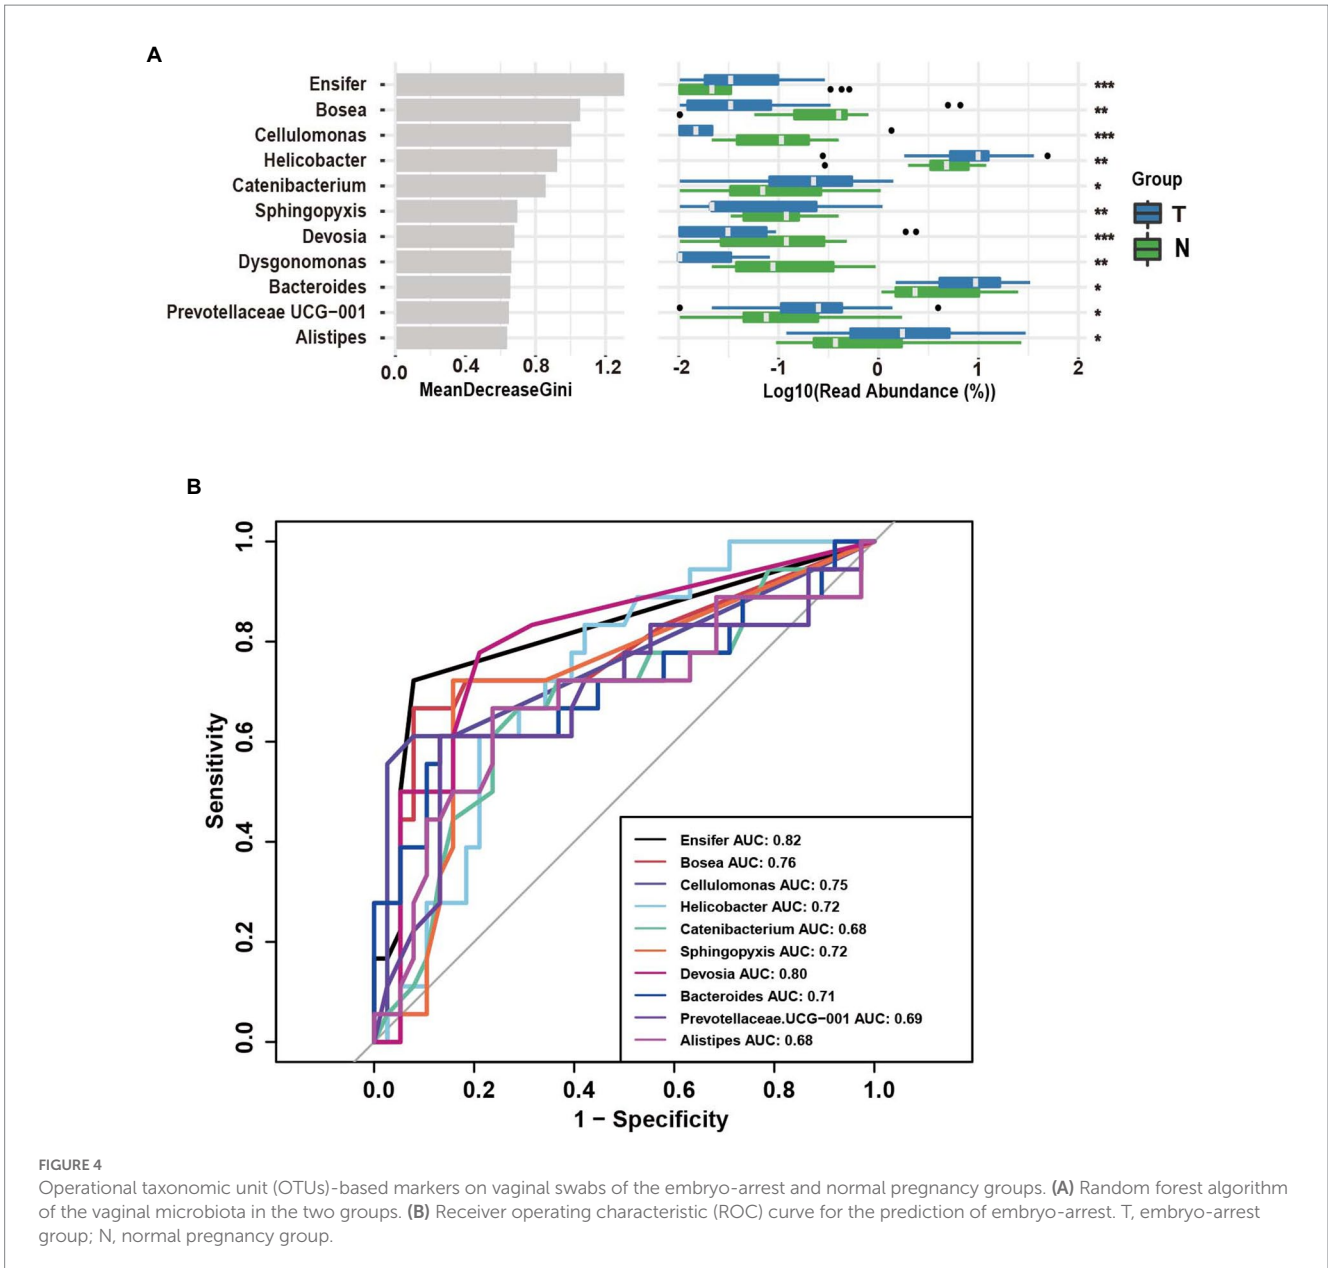 A
Ensifer
Bosea
Cellulomonas
Helicobacter
Catenibacterium
Sphingopyxis
Devosia
Dysgonomonas
Bacteroides
Prevotellaceae UCG−001
Alistipes
0.0 0.4 0.8 1.2
MeanDecreaseGini
***
**
***
**
*
**
***
**
*
*
*
-2 -1 0 1 2
Log10(Read Abundance (%))
Group
T
N
B
1.0
0.8
0.6
0.4
0.2
0.0
Sensitivity
Ensifer AUC: 0.82
Bosea AUC: 0.76
Cellulomonas AUC: 0.75
Helicobacter AUC: 0.72
Catenibacterium AUC: 0.68
Sphingopyxis AUC: 0.72
Devosia AUC: 0.80
Bacteroides AUC: 0.71
Prevotellaceae.UCG−001 AUC: 0.69
Alistipes AUC: 0.68
0.0 0.2 0.4 0.6 0.8 1.0
1 − Specificity
FIGURE 4
Operational taxonomic unit (OTUs)-based markers on vaginal swabs of the embryo-arrest and normal pregnancy groups. (A) Random forest algorithm
of the vaginal microbiota in the two groups. (B) Receiver operating characteristic (ROC) curve for the prediction of embryo-arrest. T, embryo-arrest
group; N, normal pregnancy group.